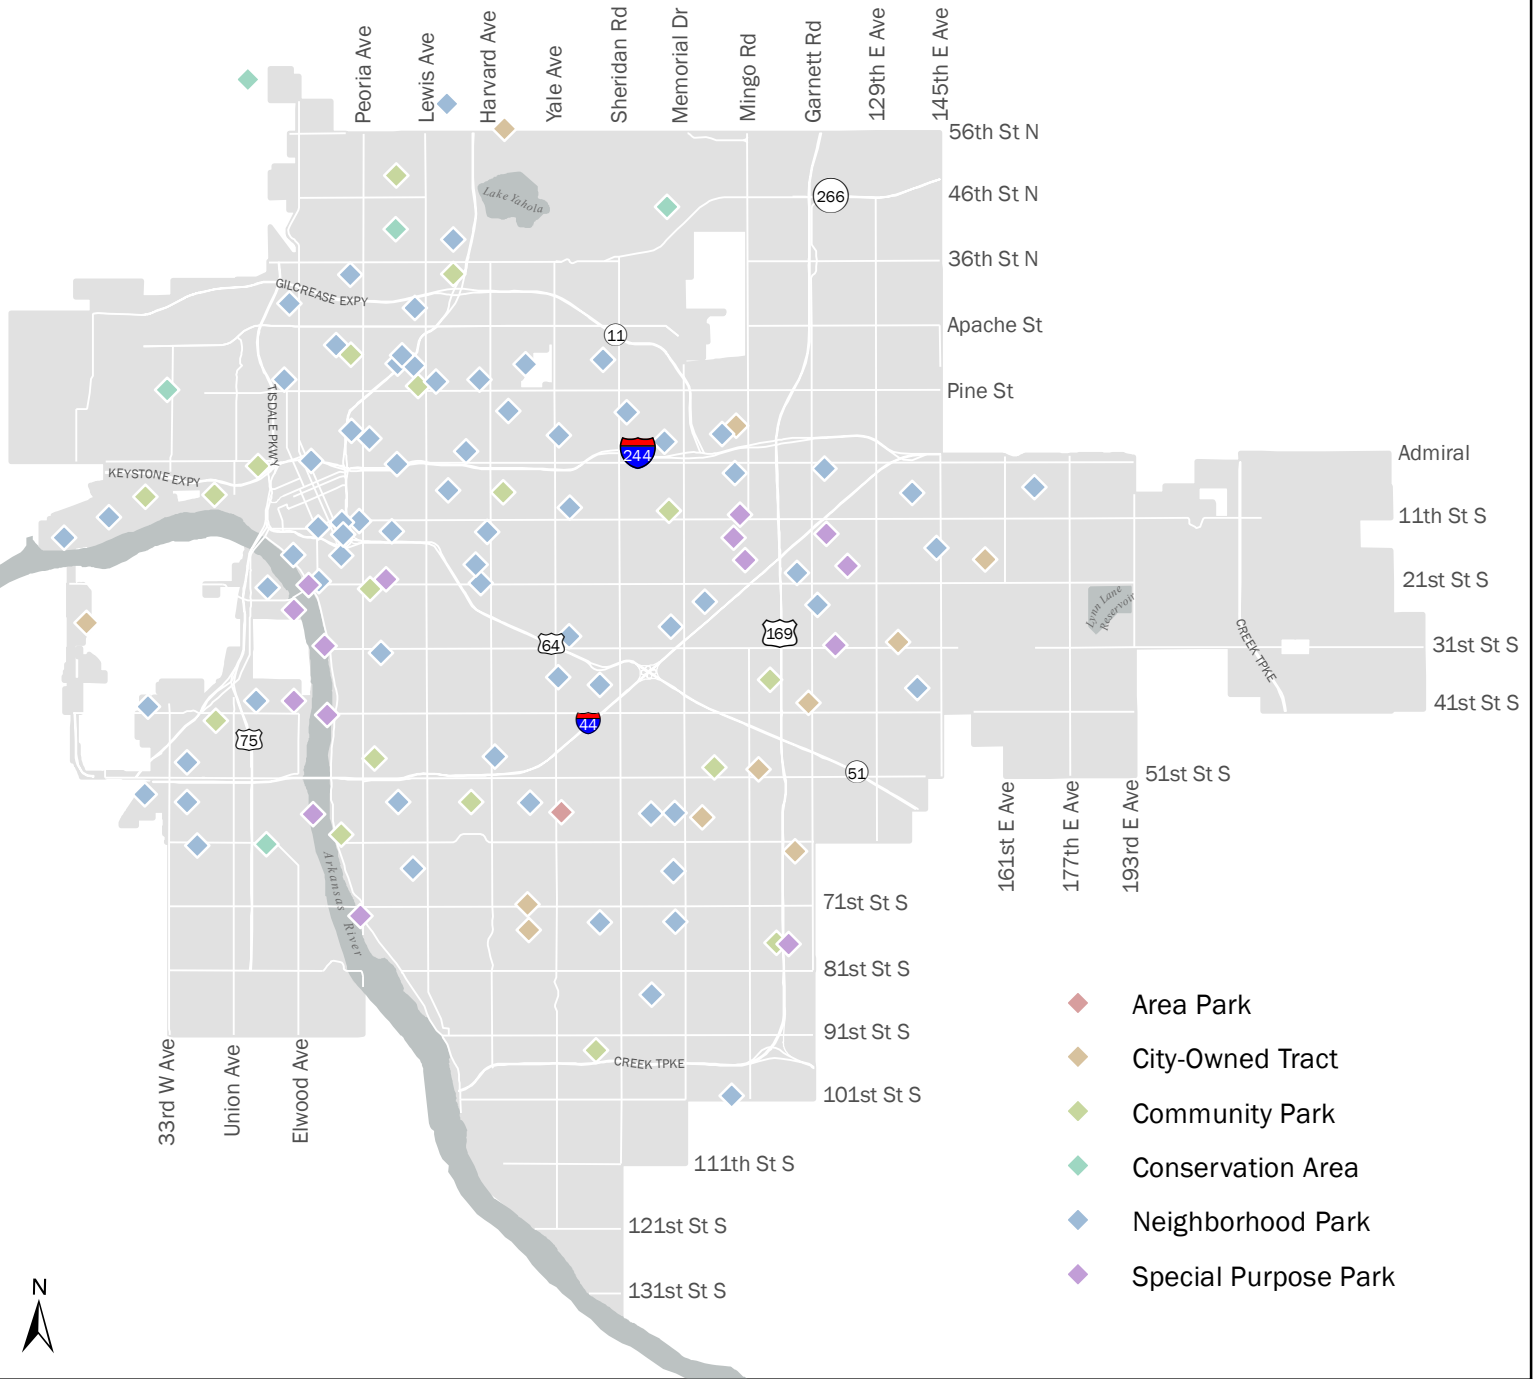 Peoria Ave
Lewis Ave
Harvard Ave
Yale Ave
Sheridan Rd
Memorial Dr
Mingo Rd
Garnett Rd
129th E Ave
145th E Ave
56th St N
Lake Yahola
266
46th St N
36th St N
GILCREASE EXPY
11
Apache St
TISDALE PKWY
Pine St
244
Admiral
KEYSTONE EXPY
11th St S
21st St S
Lynn Lane
Reservoir
64
169
CREEK TPKE
31st St S
41st St S
44
75
51
51st St S
161st E Ave
177th E Ave
193rd E Ave
Arkansas River
71st St S
81st St S
91st St S
CREEK TPKE
101st St S
33rd W Ave
Union Ave
Elwood Ave
111th St S
121st St S
131st St S
Area Park
City-Owned Tract
Community Park
Conservation Area
Neighborhood Park
Special Purpose Park
N